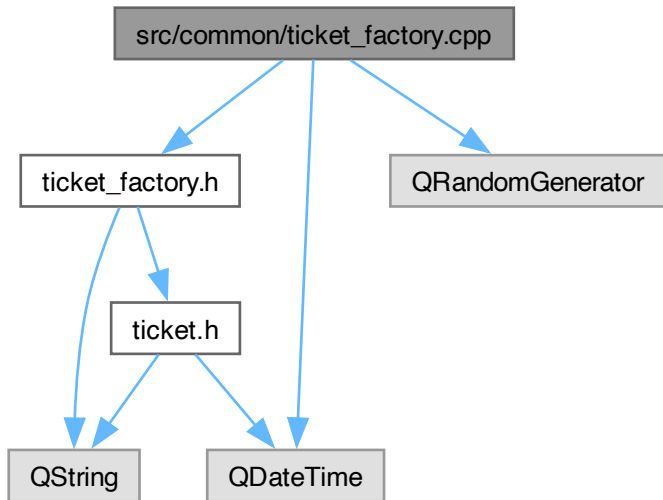 src/common/ticket_factory.cpp
ticket_factory.h
QRandomGenerator
ticket.h
QString
QDateTime